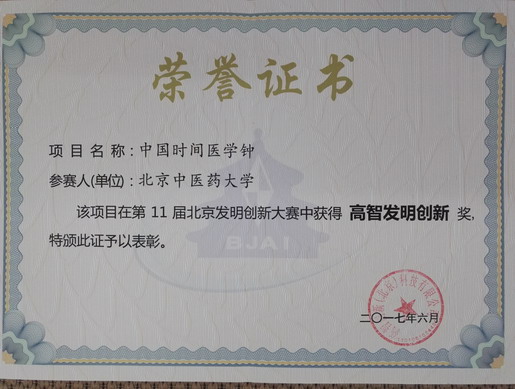 荣誉证书
项目名称:中国时间医学钟
参赛人(单位):北京中医药大学
该项目在第11届北京发明创新大赛中获得 高智发明创新 奖,
特颁此证予以表彰。
BJAI
二〇一七年六月